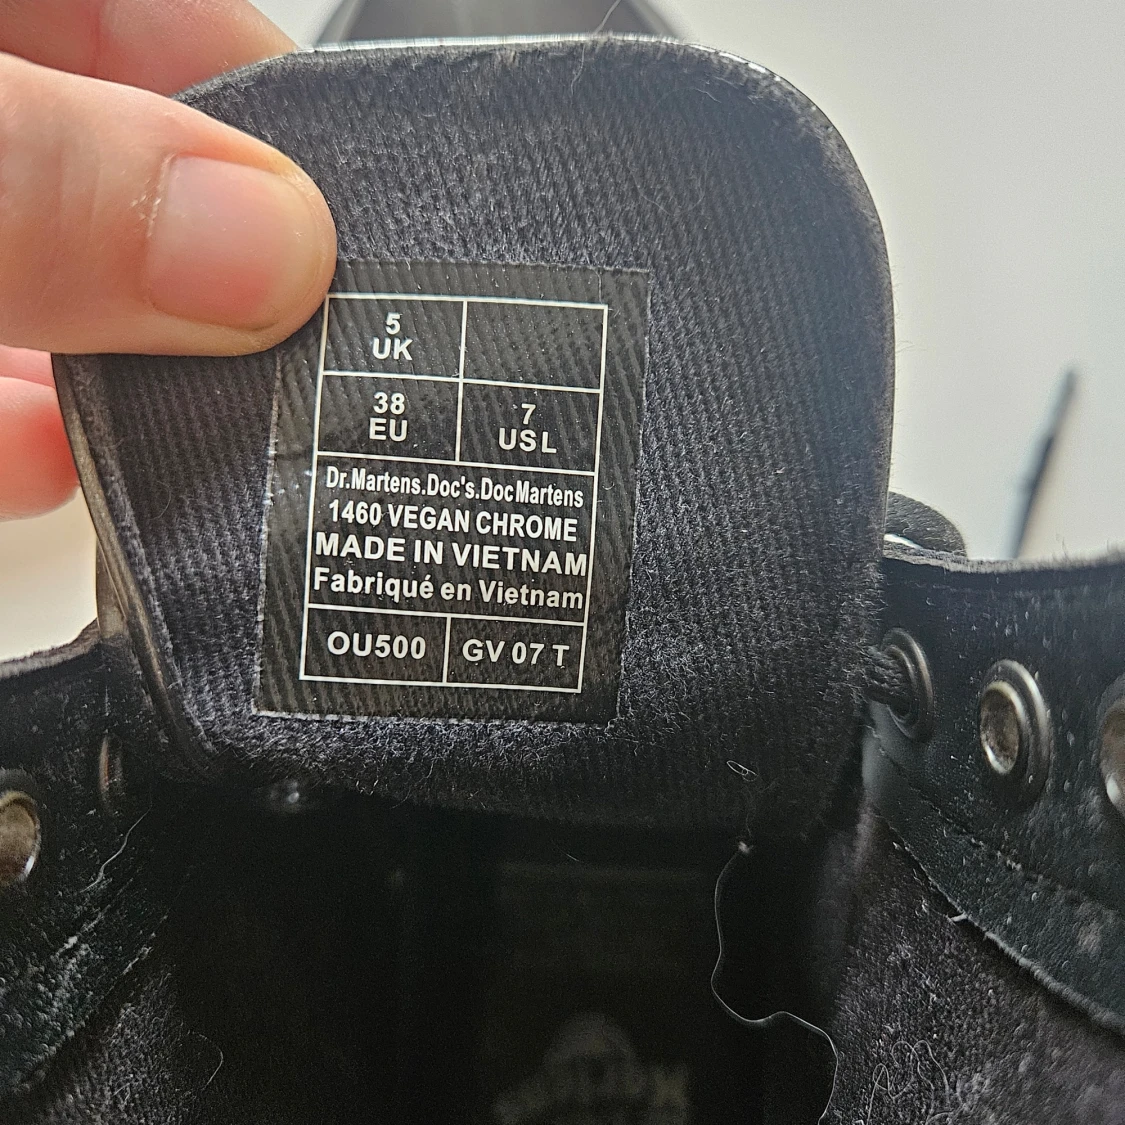 5
UK
38
EU
7
US L
Dr.Martens.Doc's.DocMartens
1460 VEGAN CHROME
MADE IN VIETNAM
Fabriqué en Vietnam
OU500
GV 07 T